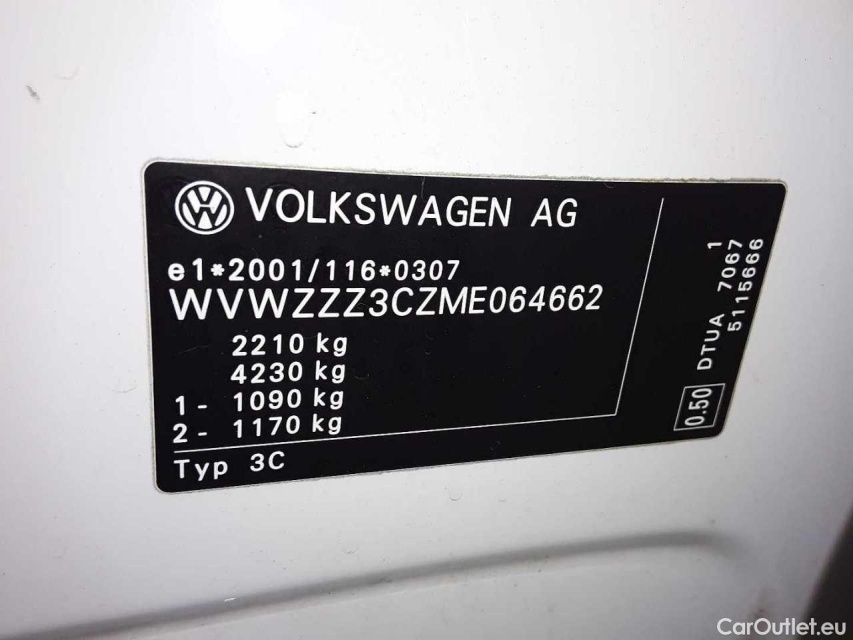 VOLKSWAGEN AG
e1*2001/116*0307
WVWZZZ3CZME064662
2210 kg
4230 kg
1 - 1090 kg
2 - 1170 kg
Typ 3C
1
DTUA 7067
5115666
0.50
CarOutlet.eu